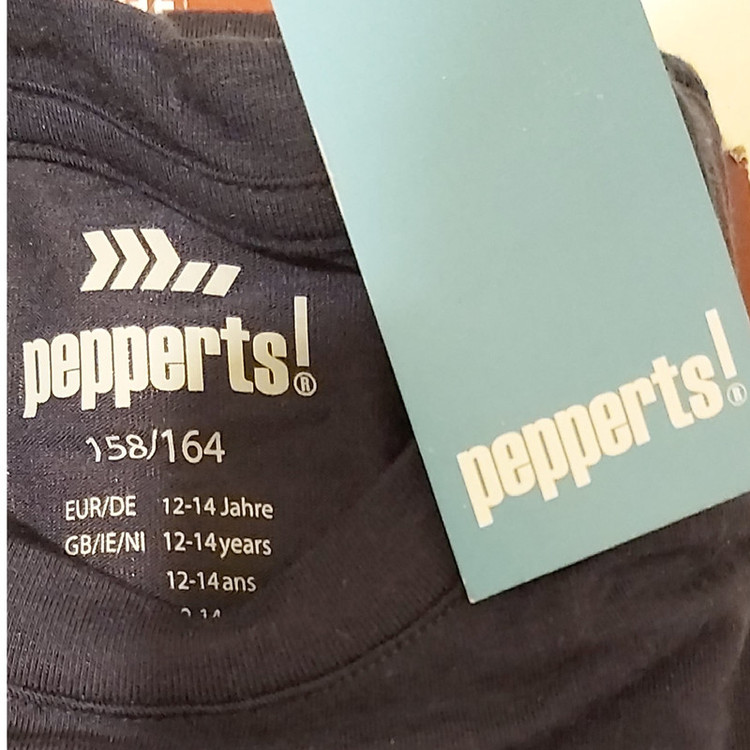 pepperts!®
158/164
EUR/DE 12-14 Jahre
GB/IE/NI 12-14 years
12-14 ans
pepperts!®